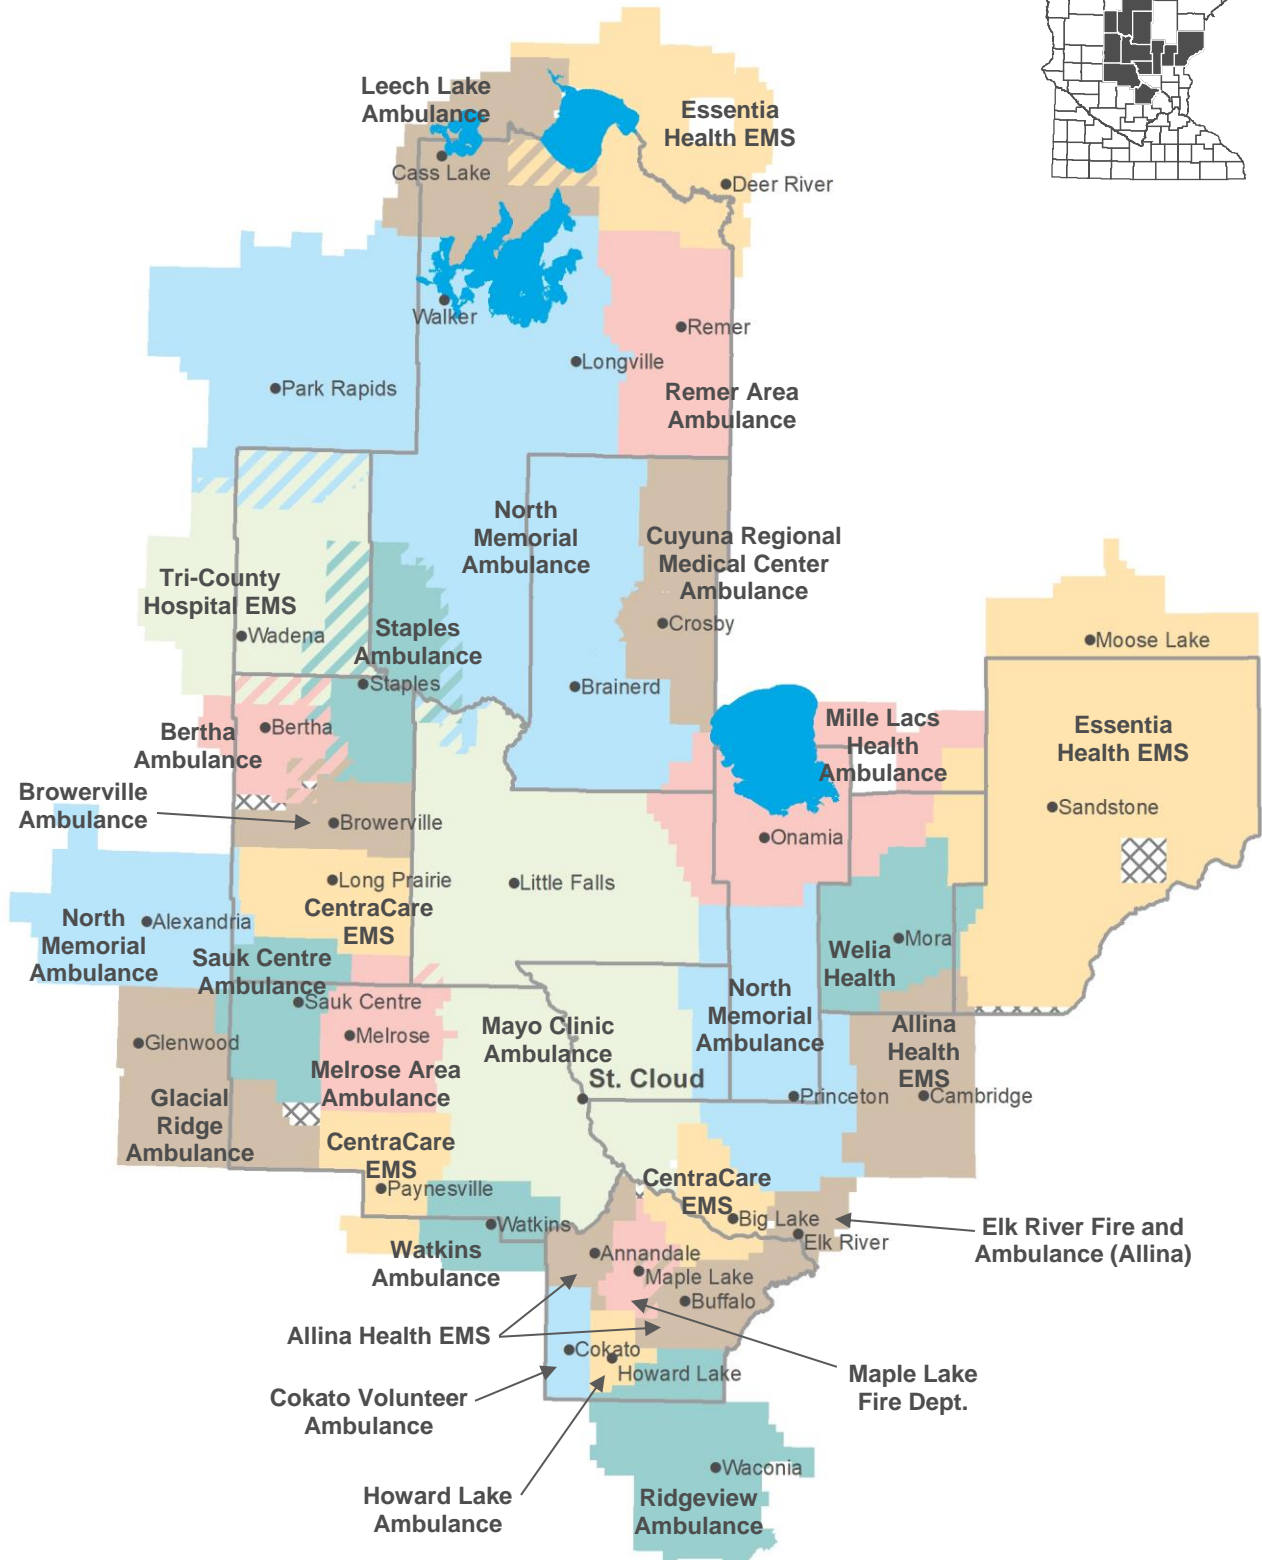 Leech Lake
Ambulance
Essentia
Health EMS
Cass Lake
Deer River
Walker
Remer
Longville
Park Rapids
Remer Area
Ambulance
North
Memorial
Ambulance
Cuyuna Regional
Medical Center
Ambulance
Tri-County
Hospital EMS
Wadena
Staples
Ambulance
Crosby
Moose Lake
Staples
Brainerd
Bertha
Bertha
Ambulance
Mille Lacs
Health
Ambulance
Essentia
Health EMS
Browerville
Ambulance
Browerville
Sandstone
Onamia
Long Prairie
CentraCare
EMS
Little Falls
North
Memorial
Ambulance
Alexandria
Sauk Centre
Ambulance
Mora
Welia
Health
Sauk Centre
North
Memorial
Ambulance
Mayo Clinic
Ambulance
Allina
Health
EMS
Glenwood
Melrose
Melrose Area
Ambulance
St. Cloud
Princeton
Cambridge
Glacial
Ridge
Ambulance
CentraCare
EMS
Paynesville
CentraCare
EMS
Big Lake
Elk River
Elk River Fire and
Ambulance (Allina)
Watkins
Watkins
Ambulance
Annandale
Maple Lake
Buffalo
Allina Health EMS
Cokato
Howard Lake
Maple Lake
Fire Dept.
Cokato Volunteer
Ambulance
Waconia
Howard Lake
Ambulance
Ridgeview
Ambulance